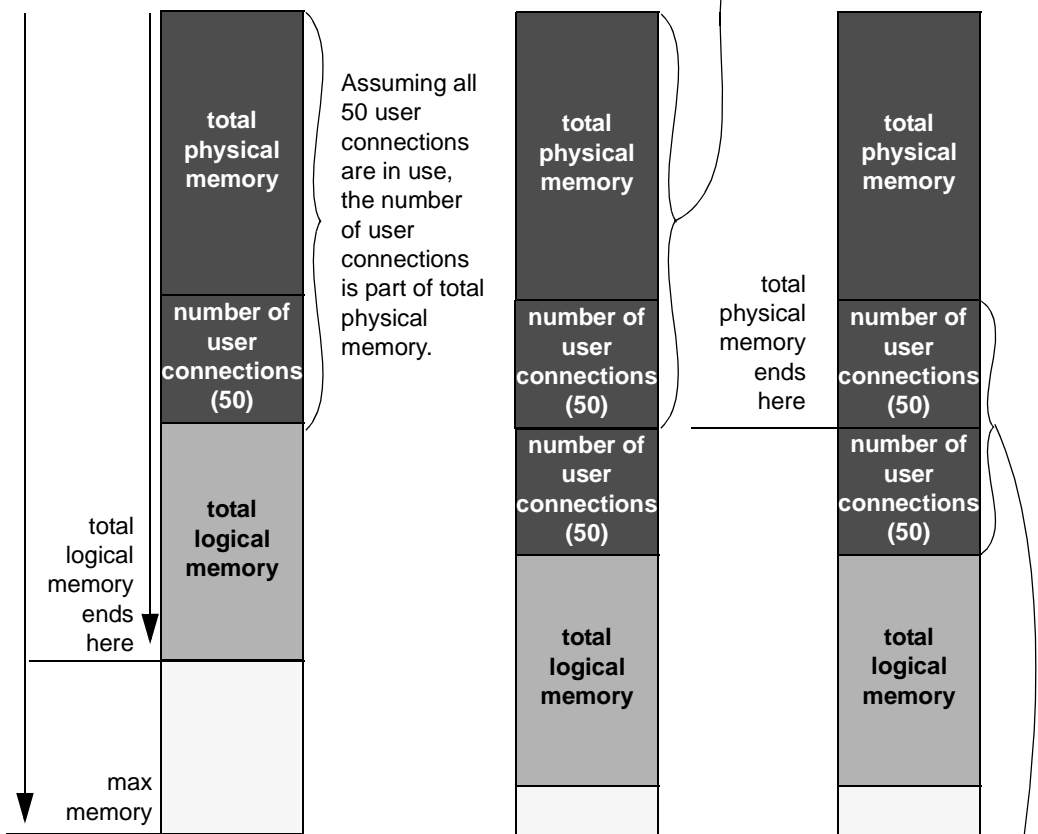 total
physical
memory
number of
user
connections
(50)
total
logical
memory
total
logical
memory
ends
here
max
memory
Assuming all
50 user
connections
are in use,
the number
of user
connections
is part of total
physical
memory.
total
physical
memory
number of
user
connections
(50)
number of
user
connections
(50)
total
logical
memory
total
physical
memory
ends
here
total
physical
memory
number of
user
connections
(50)
number of
user
connections
(50)
total
logical
memory